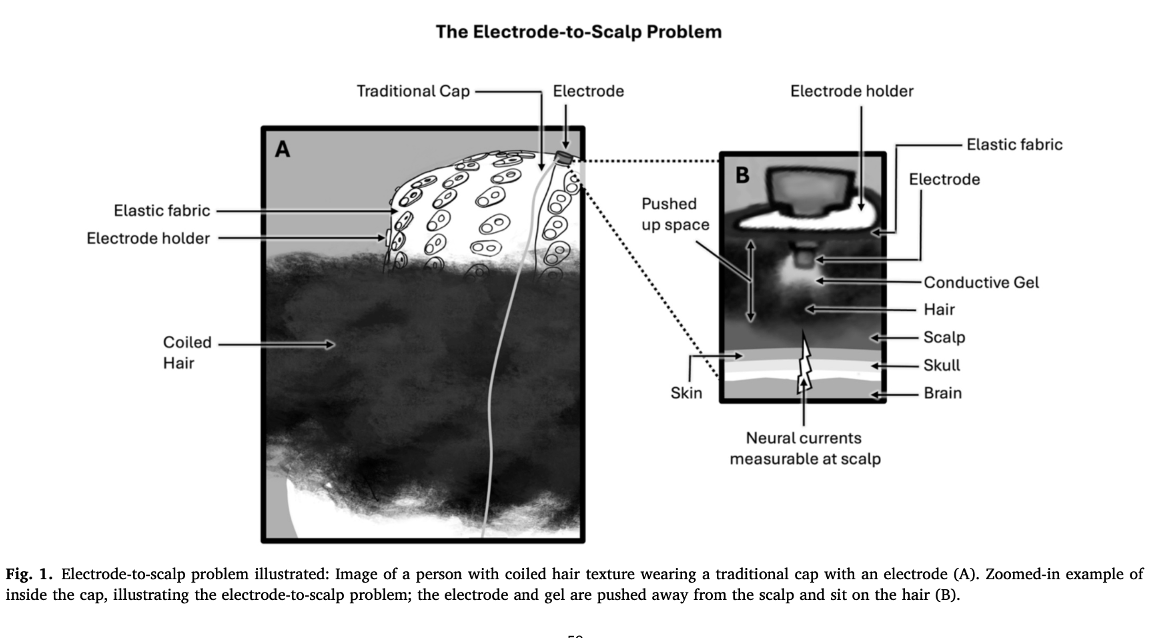 The Electrode-to-Scalp Problem
Traditional Cap
Electrode
A
Elastic fabric
Electrode holder
Coiled
Hair
Electrode holder
Elastic fabric
B
Electrode
Pushed
up space
Conductive Gel
Hair
Scalp
Skull
Skin
Brain
Neural currents
measurable at scalp
Fig. 1. Electrode-to-scalp problem illustrated: Image of a person with coiled hair texture wearing a traditional cap with an electrode (A). Zoomed-in example of
inside the cap, illustrating the electrode-to-scalp problem; the electrode and gel are pushed away from the scalp and sit on the hair (B).